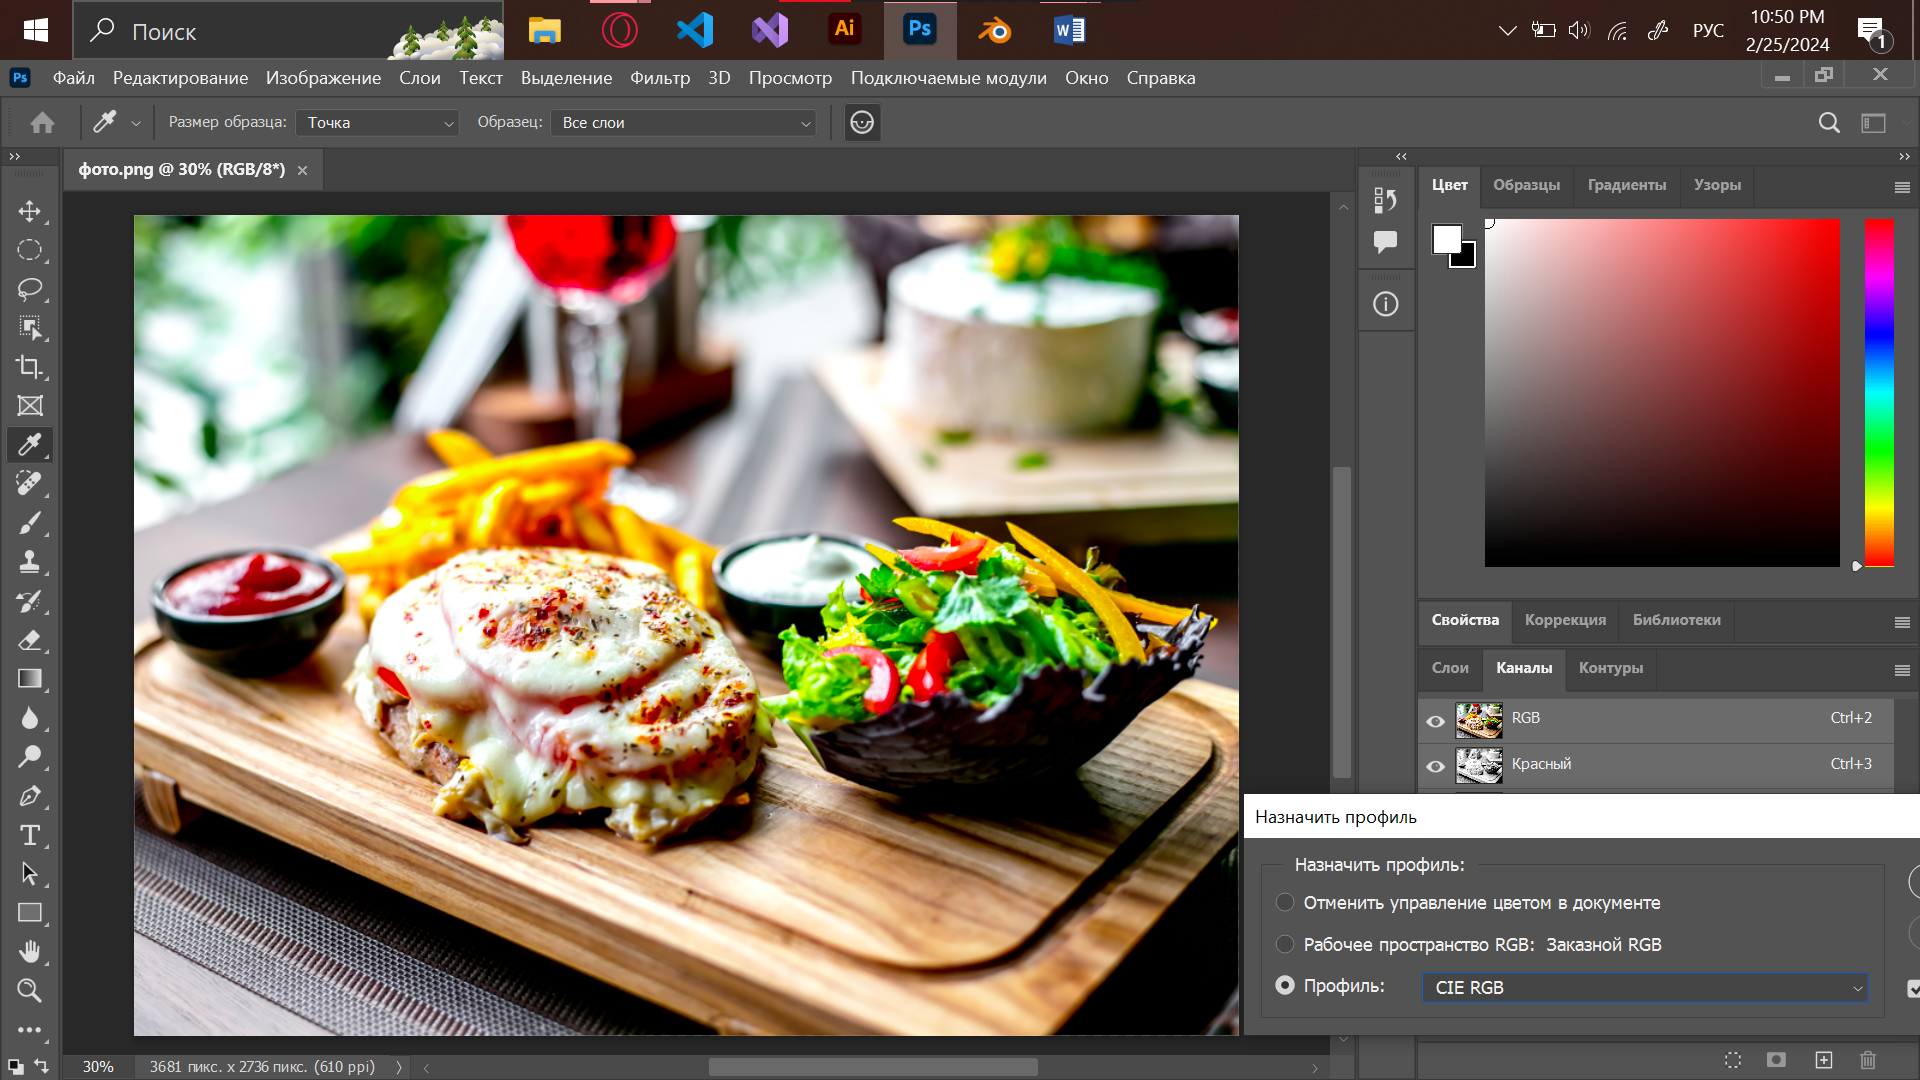 Поиск
Ai
Ps
W
РУС
10:50 PM
2/25/2024
1
Ps
Файл Редактирование Изображение Слои Текст Выделение Фильтр 3D Просмотр Подключаемые модули Окно Справка
Размер образца: Точка Образец: Все слои
фото.png @ 30% (RGB/8*)
Цвет Образцы Градиенты Узоры
Свойства Коррекция Библиотеки
Слои Каналы Контуры
RGB Ctrl+2
Красный Ctrl+3
Назначить профиль
Назначить профиль:
Отменить управление цветом в документе
Рабочее пространство RGB: Заказной RGB
Профиль: CIE RGB
30% 3681 пикс. x 2736 пикс. (610 ppi)